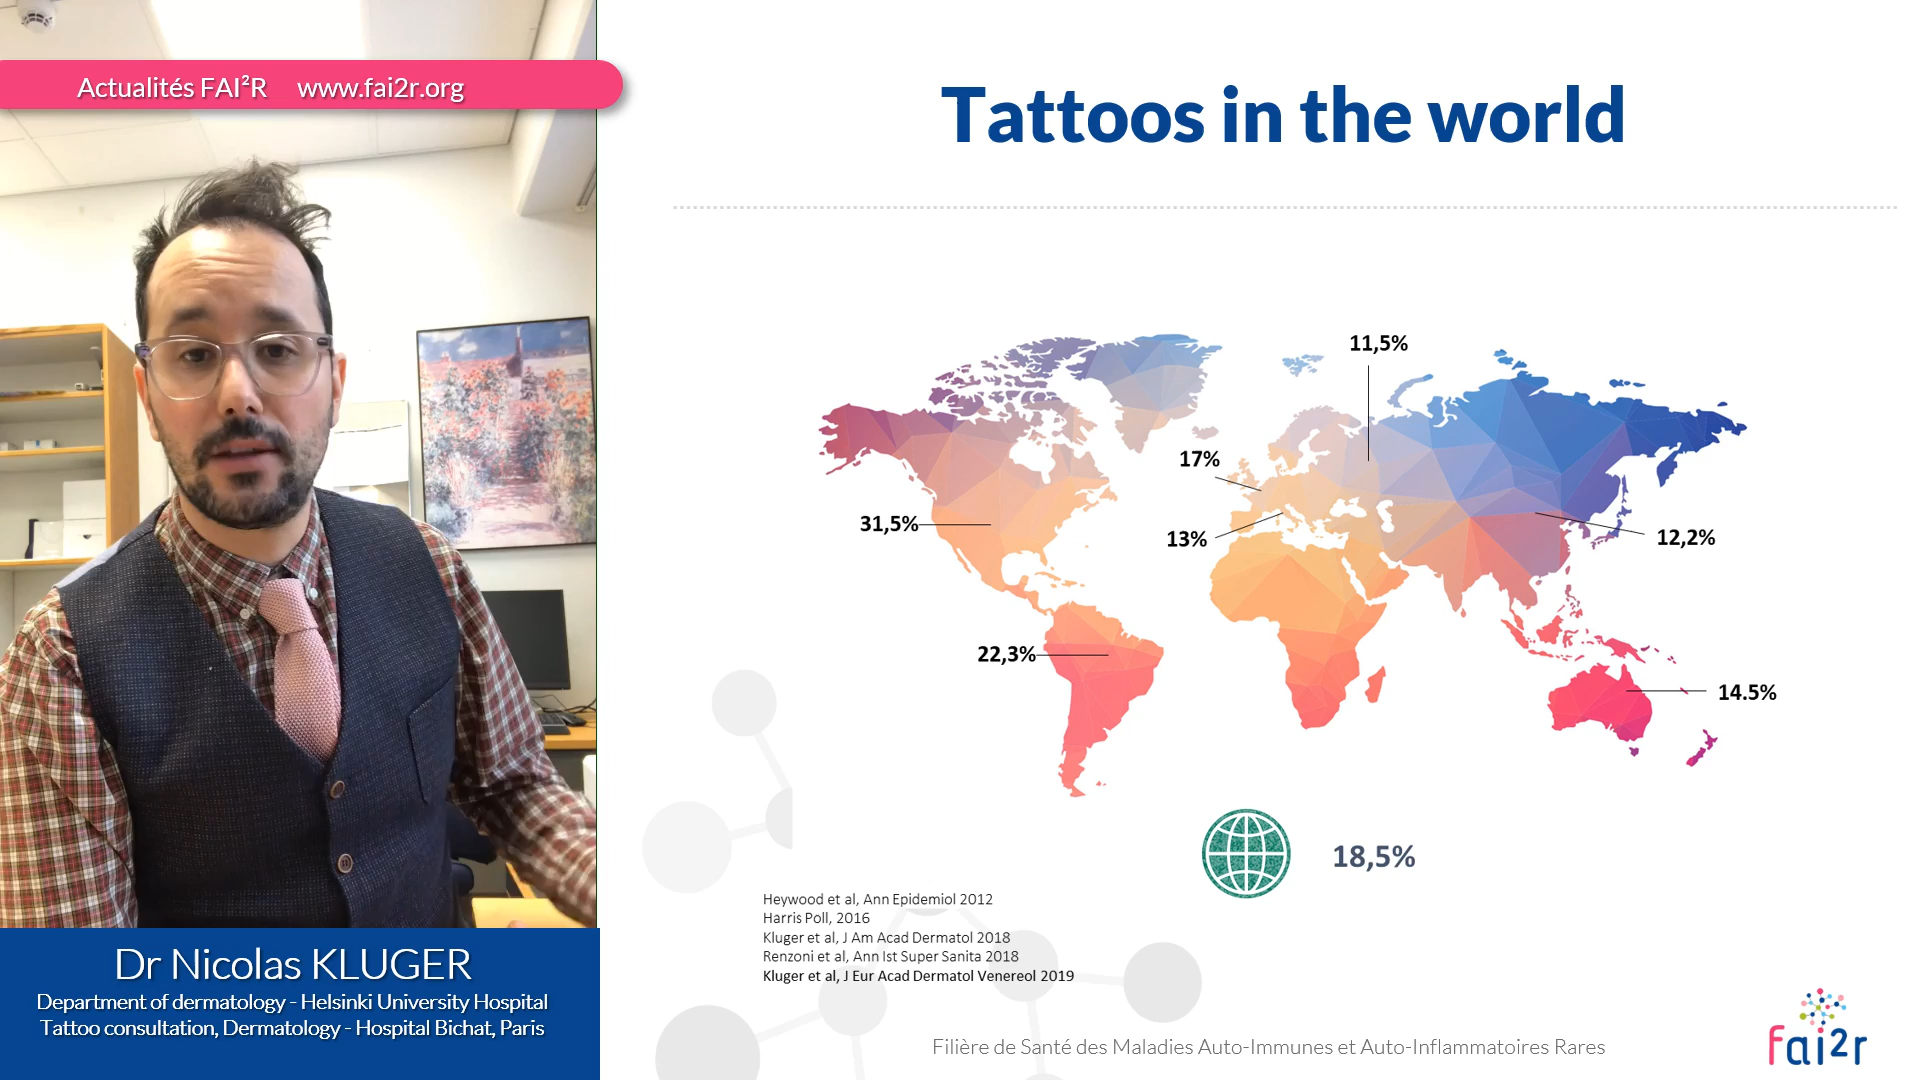 Actualités FAI²R www.fai2r.org
Tattoos in the world
11,5%
17%
31,5%
13%
12,2%
22,3%
14.5%
18,5%
Heywood et al, Ann Epidemiol 2012
Harris Poll, 2016
Kluger et al, J Am Acad Dermatol 2018
Renzoni et al, Ann Ist Super Sanita 2018
Kluger et al, J Eur Acad Dermatol Venereol 2019
Dr Nicolas KLUGER
Department of dermatology - Helsinki University Hospital
Tattoo consultation, Dermatology - Hospital Bichat, Paris
Filière de Santé des Maladies Auto-Immunes et Auto-Inflammatoires Rares
fai2r